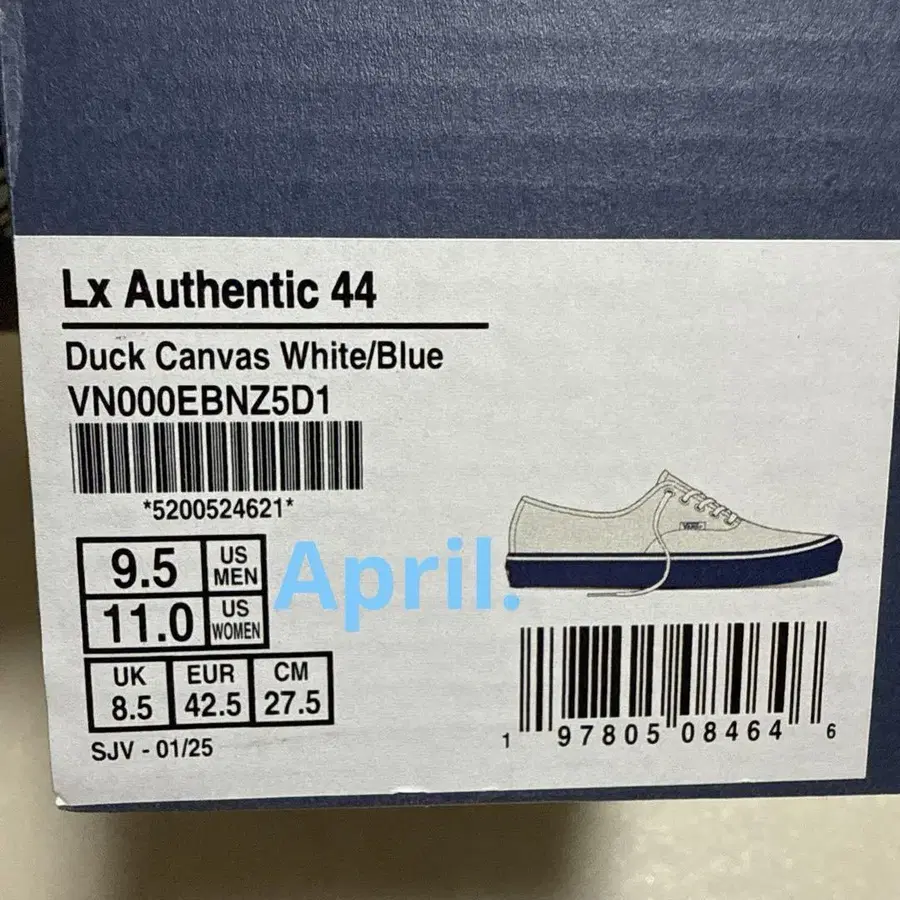 Lx Authentic 44
Duck Canvas White/Blue
VN000EBNZ5D1
*5200524621*
9.5 US MEN
11.0 US WOMEN
April.
UK EUR CM
8.5 42.5 27.5
SJV - 01/25
VANS
1 97805 08464 6